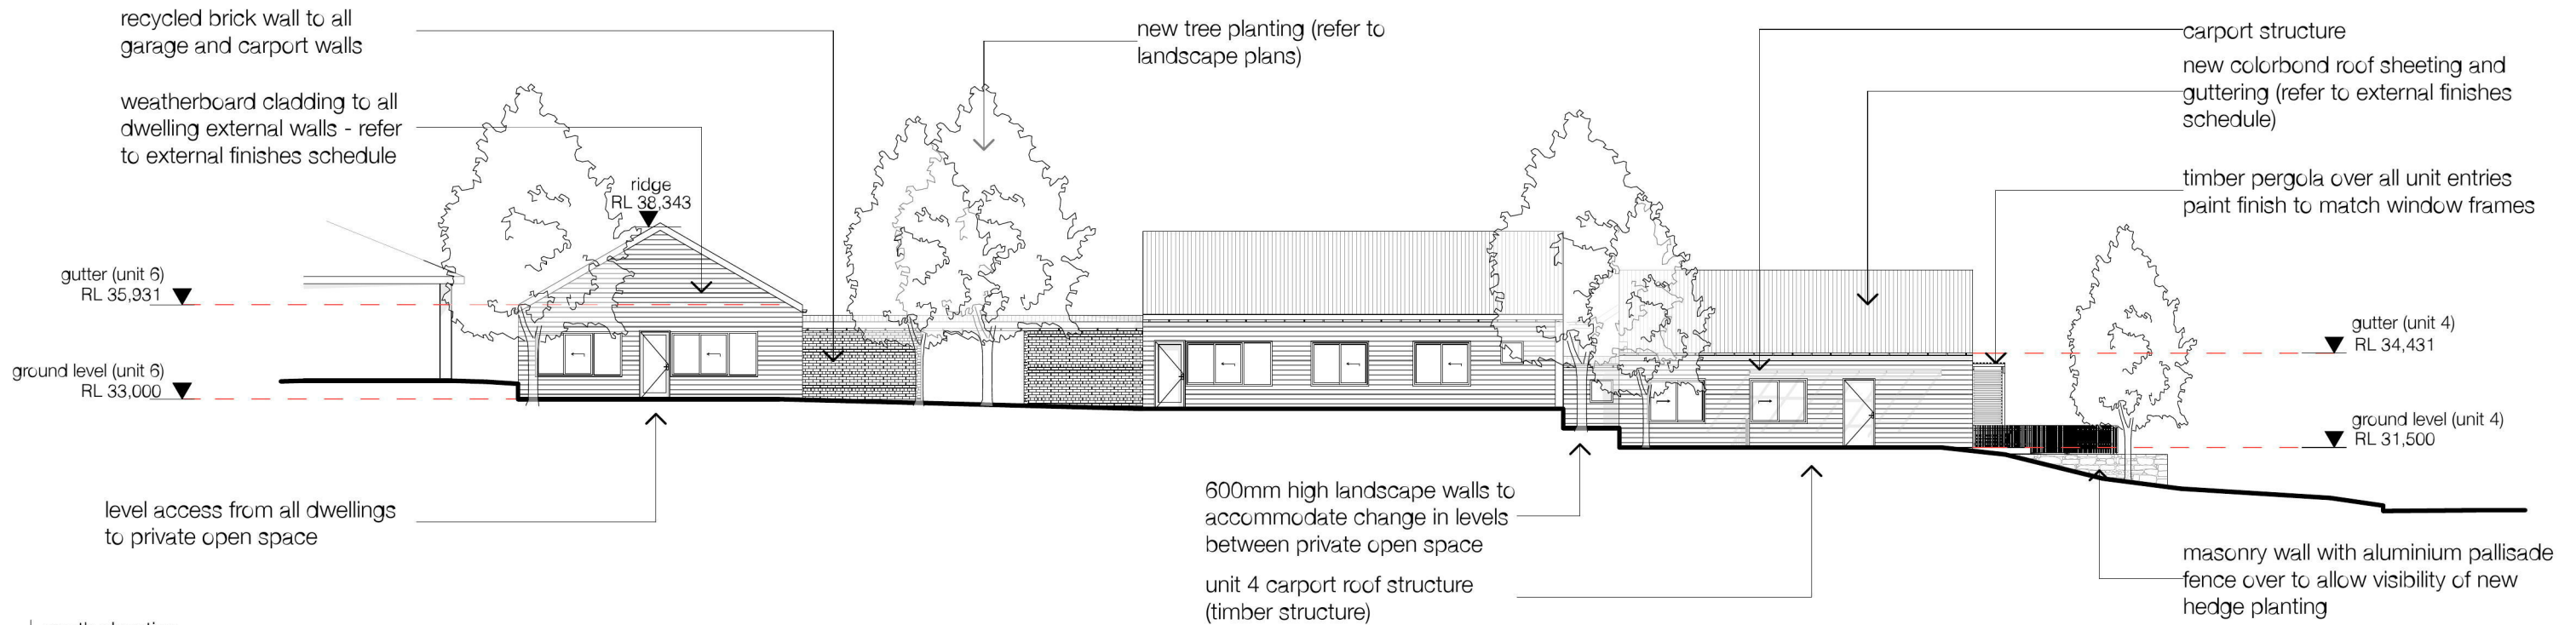 recycled brick wall to all
garage and carport walls
weatherboard cladding to all
dwelling external walls - refer
to external finishes schedule
ridge
RL 38,343
new tree planting (refer to
landscape plans)
carport structure
new colorbond roof sheeting and
guttering (refer to external finishes
schedule)
timber pergola over all unit entries
paint finish to match window frames
gutter (unit 6)
RL 35,931
ground level (unit 6)
RL 33,000
gutter (unit 4)
RL 34,431
ground level (unit 4)
RL 31,500
level access from all dwellings
to private open space
600mm high landscape walls to
accommodate change in levels
between private open space
unit 4 carport roof structure
(timber structure)
masonry wall with aluminium pallisade
fence over to allow visibility of new
hedge planting